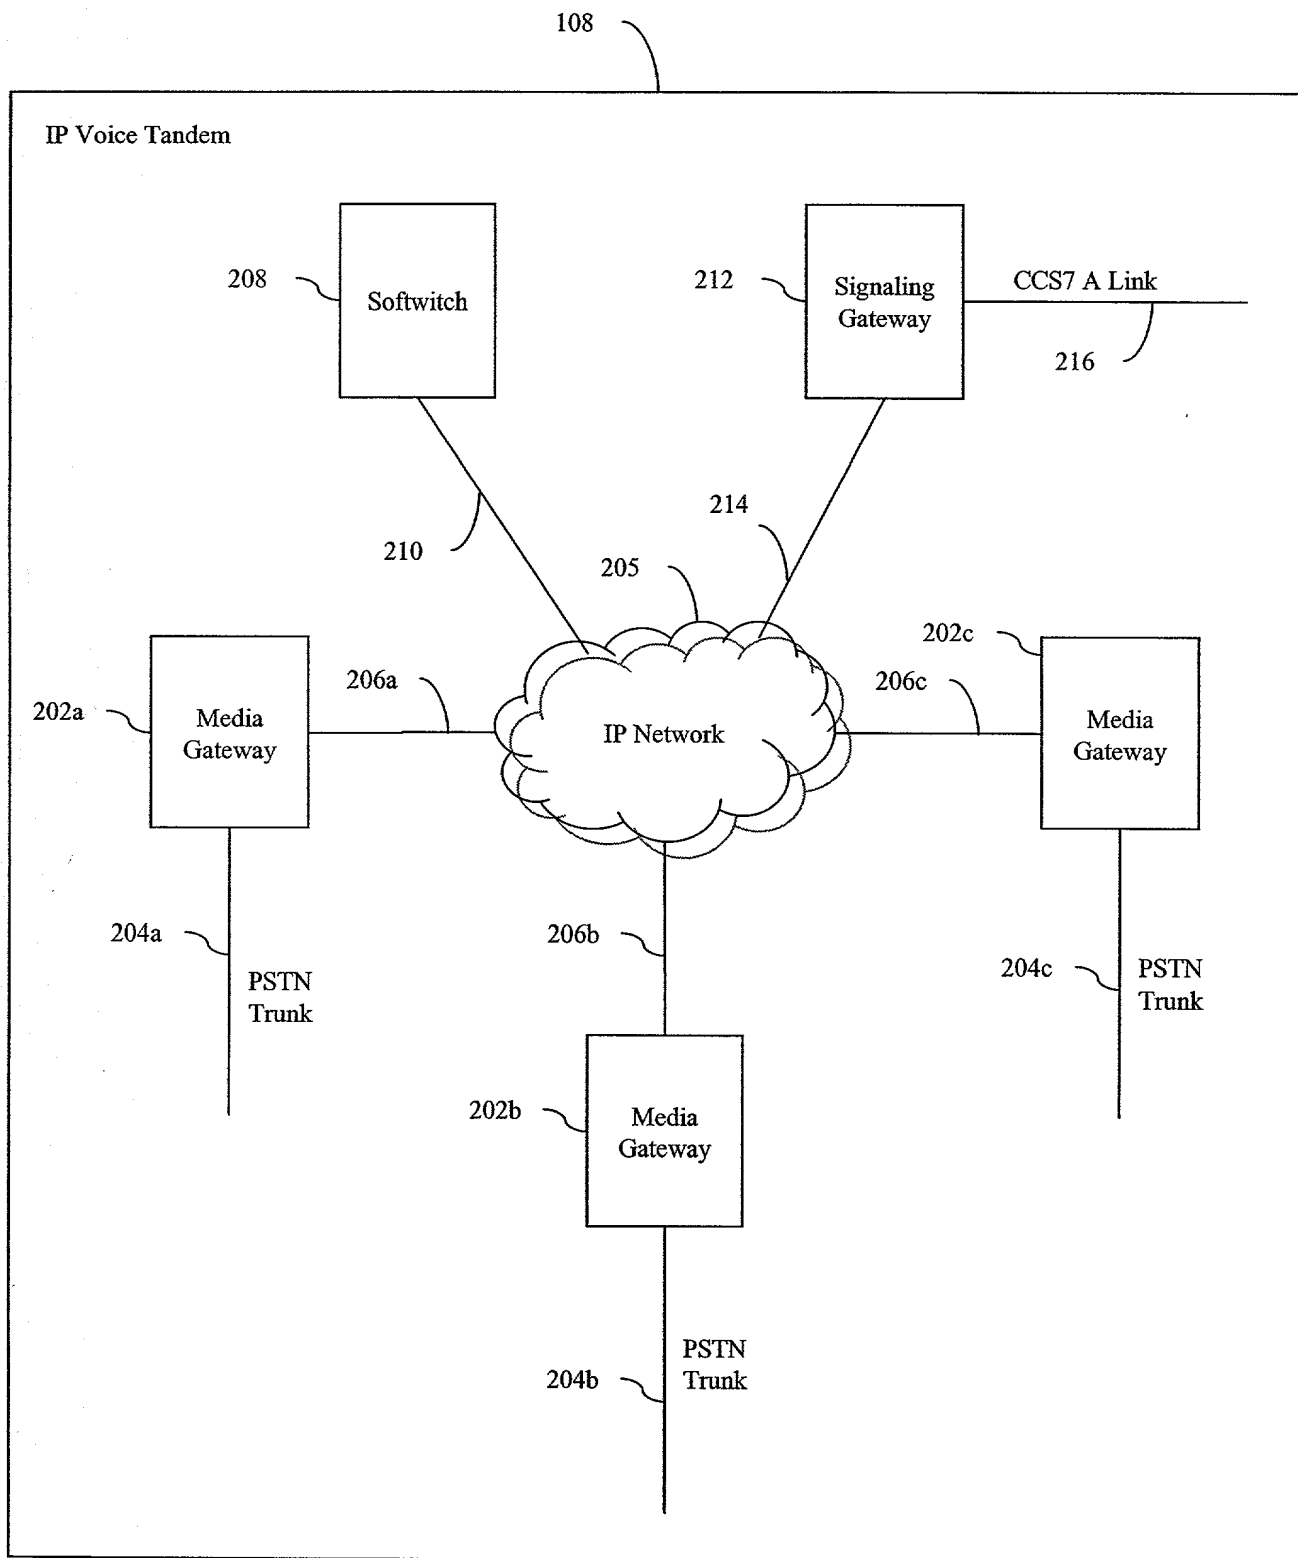 108
IP Voice Tandem
208
Softwitch
212
Signaling
Gateway
CCS7 A Link
216
210
214
205
202a
Media
Gateway
206a
IP Network
206c
202c
Media
Gateway
204a
PSTN
Trunk
206b
204c
PSTN
Trunk
202b
Media
Gateway
204b
PSTN
Trunk